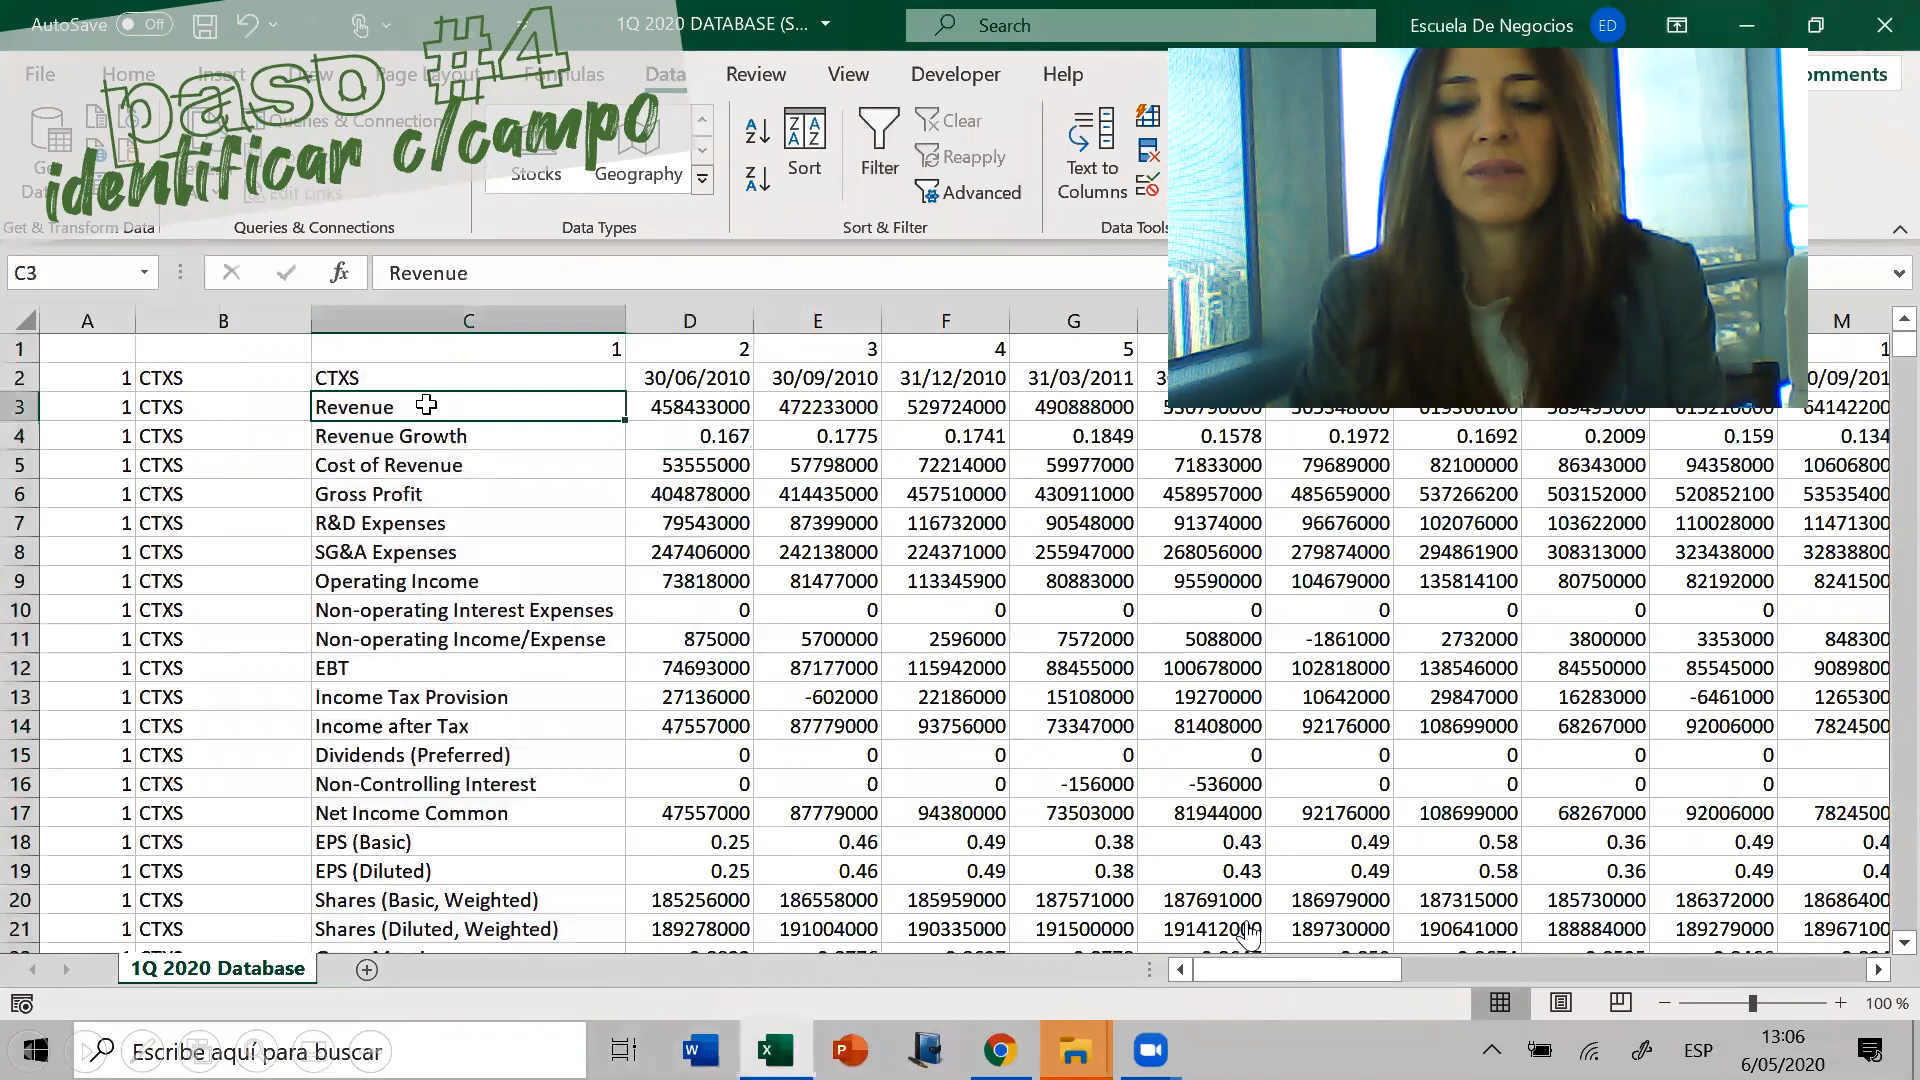 AutoSave Off 1Q 2020 DATABASE (S... Search Escuela De Negocios ED
paso #4
identificar c/campo
File Home Insert Draw Page Layout Formulas Data Review View Developer Help omments
Queries & Connections
Edit Links
Stocks Geography
Sort Filter Clear
Reapply
Advanced
Text to
Columns
Get & Transform Data Queries & Connections Data Types Sort & Filter Data Tools
C3 fx Revenue
A B C D E F G M
1 1 2 3 4 5 1
2 1 CTXS CTXS 30/06/2010 30/09/2010 31/12/2010 31/03/2011 3 0/09/201
3 1 CTXS Revenue 458433000 472233000 529724000 490888000 64142200
4 1 CTXS Revenue Growth 0.167 0.1775 0.1741 0.1849 0.1578 0.1972 0.1692 0.2009 0.159 0.134
5 1 CTXS Cost of Revenue 53555000 57798000 72214000 59977000 71833000 79689000 82100000 86343000 94358000 10606800
6 1 CTXS Gross Profit 404878000 414435000 457510000 430911000 458957000 485659000 537266200 503152000 520852100 53535400
7 1 CTXS R&D Expenses 79543000 87399000 116732000 90548000 91374000 96676000 102076000 103622000 110028000 11471300
8 1 CTXS SG&A Expenses 247406000 242138000 224371000 255947000 268056000 279874000 294861900 308313000 323438000 32838800
9 1 CTXS Operating Income 73818000 81477000 113345900 80883000 95590000 104679000 135814100 80750000 82192000 8241500
10 1 CTXS Non-operating Interest Expenses 0 0 0 0 0 0 0 0 0
11 1 CTXS Non-operating Income/Expense 875000 5700000 2596000 7572000 5088000 -1861000 2732000 3800000 3353000 848300
12 1 CTXS EBT 74693000 87177000 115942000 88455000 100678000 102818000 138546000 84550000 85545000 9089800
13 1 CTXS Income Tax Provision 27136000 -602000 22186000 15108000 19270000 10642000 29847000 16283000 -6461000 1265300
14 1 CTXS Income after Tax 47557000 87779000 93756000 73347000 81408000 92176000 108699000 68267000 92006000 7824500
15 1 CTXS Dividends (Preferred) 0 0 0 0 0 0 0 0 0
16 1 CTXS Non-Controlling Interest 0 0 0 -156000 -536000 0 0 0 0
17 1 CTXS Net Income Common 47557000 87779000 94380000 73503000 81944000 92176000 108699000 68267000 92006000 7824500
18 1 CTXS EPS (Basic) 0.25 0.46 0.49 0.38 0.43 0.49 0.58 0.36 0.49 0.4
19 1 CTXS EPS (Diluted) 0.25 0.46 0.49 0.38 0.43 0.49 0.58 0.36 0.49 0.4
20 1 CTXS Shares (Basic, Weighted) 185256000 186558000 185959000 187571000 187691000 186979000 187315000 185730000 186372000 18686400
21 1 CTXS Shares (Diluted, Weighted) 189278000 191004000 190335000 191500000 191412000 189730000 190641000 188884000 189279000 18967100
1Q 2020 Database
100 %
Escribe aquí para buscar ESP 13:06
6/05/2020